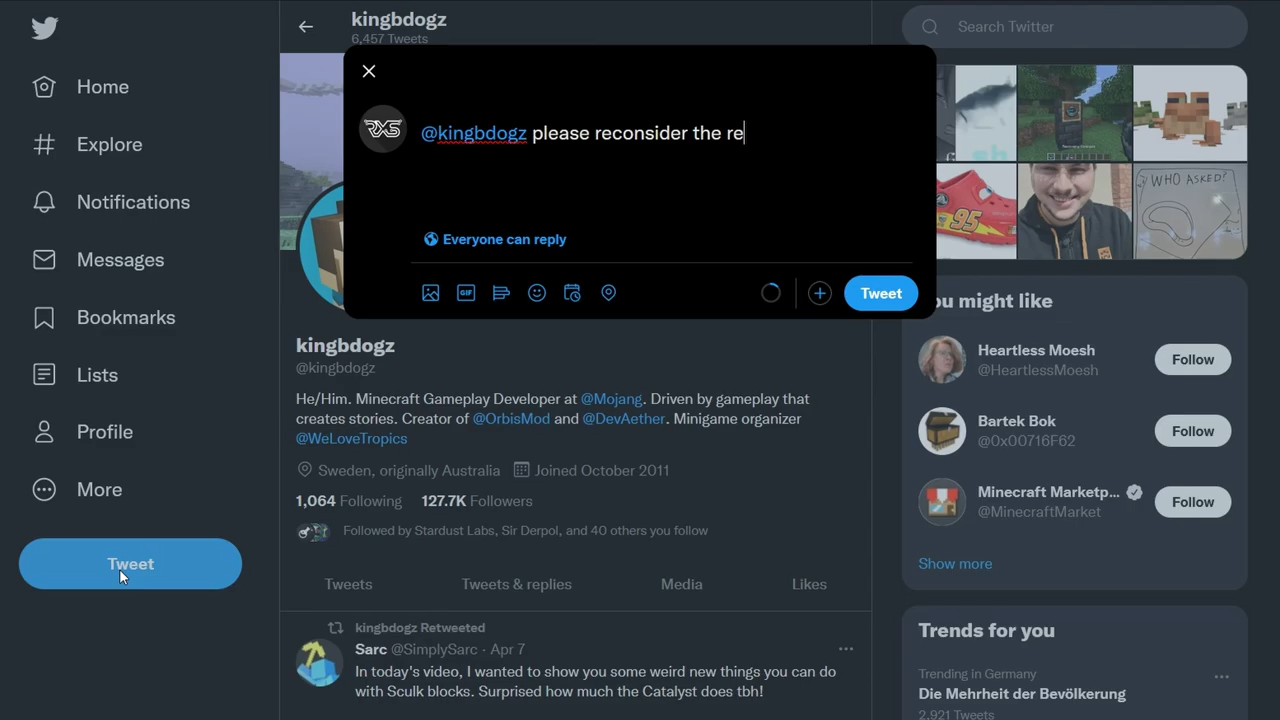 Home
Explore
Notifications
Messages
Bookmarks
Lists
Profile
More
Tweet
kingbdogz
6,457 Tweets
@kingbdogz please reconsider the re
Everyone can reply
GIF
Tweet
kingbdogz
@kingbdogz
He/Him. Minecraft Gameplay Developer at @Mojang. Driven by gameplay that
creates stories. Creator of @OrbisMod and @DevAether. Minigame organizer
@WeLoveTropics
Sweden, originally Australia Joined October 2011
1,064 Following 127.7K Followers
Followed by Stardust Labs, Sir Derpol, and 40 others you follow
Tweets Tweets & replies Media Likes
kingbdogz Retweeted
Sarc @SimplySarc · Apr 7
In today's video, I wanted to show you some weird new things you can do
with Sculk blocks. Surprised how much the Catalyst does tbh!
Search Twitter
95
WHO ASKED?
ou might like
Heartless Moesh
@HeartlessMoesh
Follow
Bartek Bok
@0x00716F62
Follow
Minecraft Marketp...
@MinecraftMarket
Follow
Show more
Trends for you
Trending in Germany
Die Mehrheit der Bevölkerung
2,921 Tweets